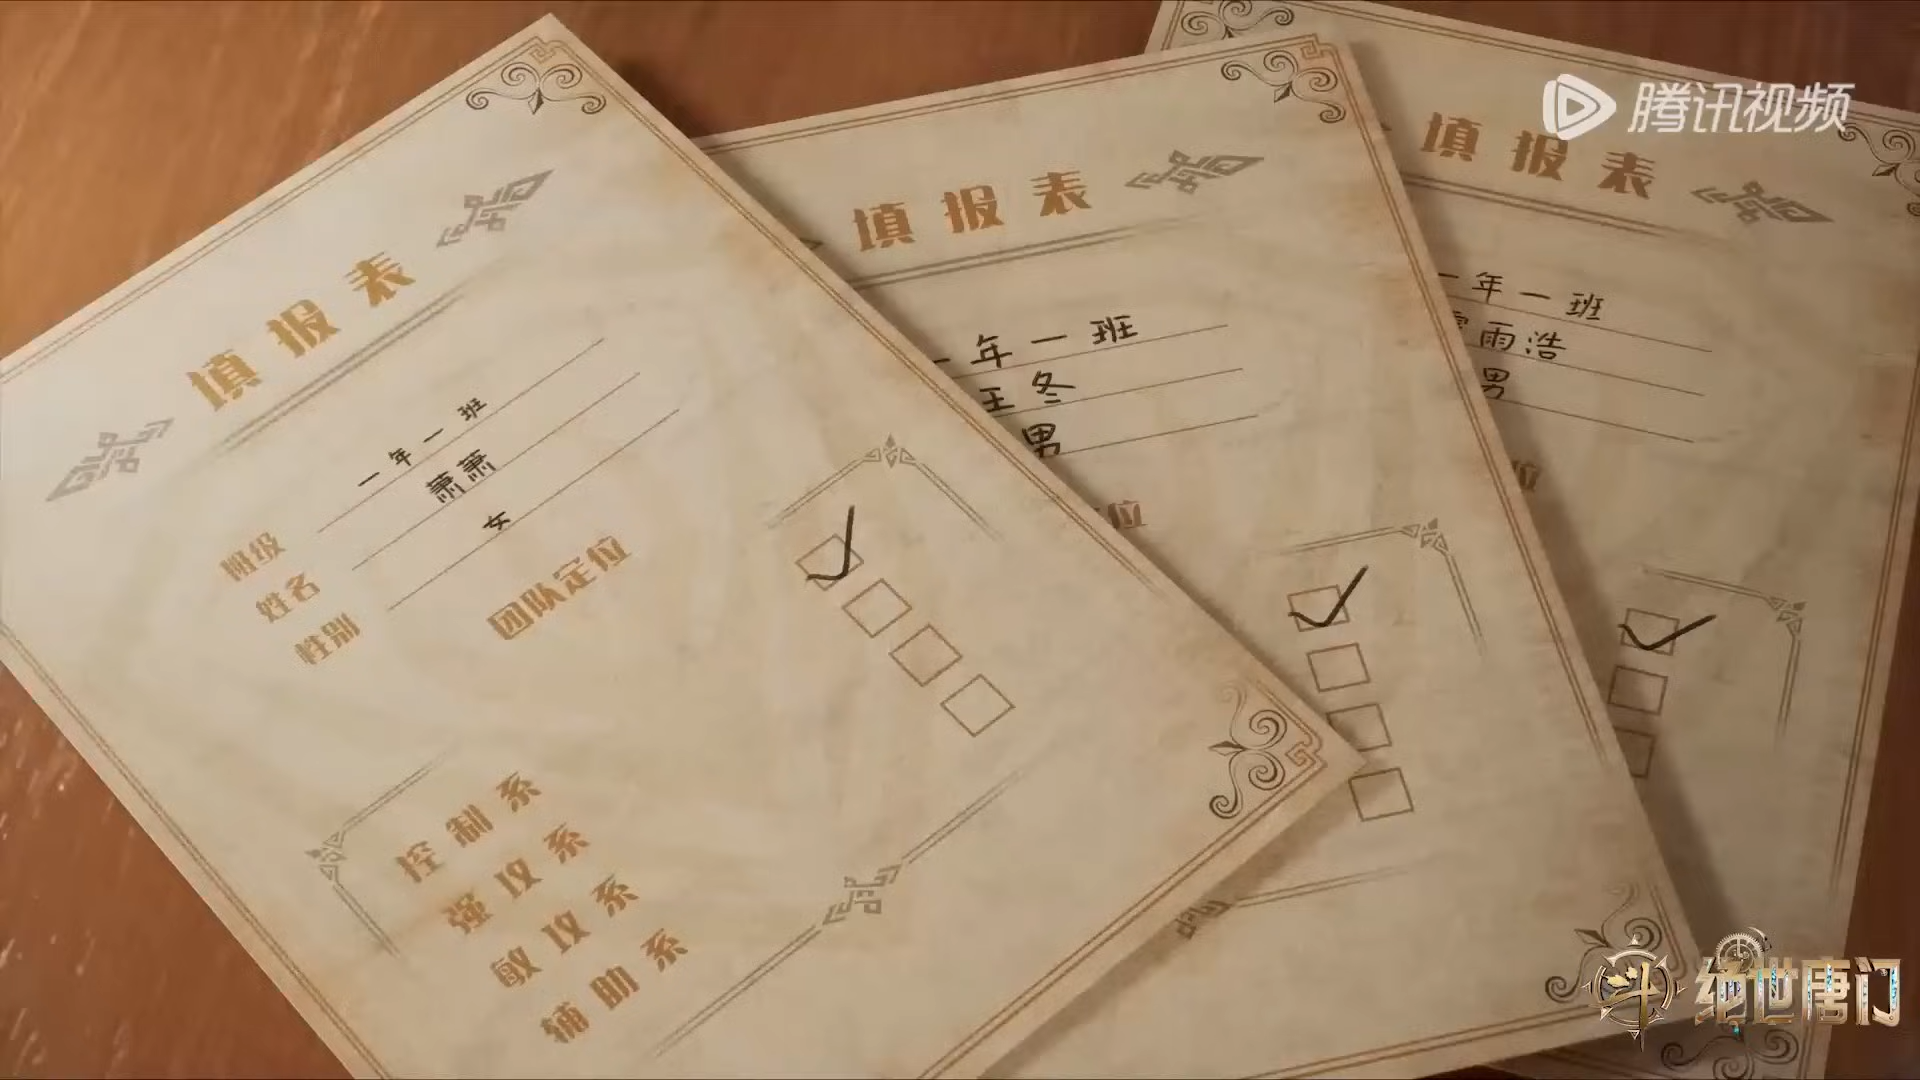 腾讯视频
填报表
班级 一年一班
姓名 萧萧
性别 女
团队定位
控制系
强攻系
敏攻系
辅助系
填报表
一年一班
王冬
男
位
填报表
一年一班
雨浩
男
位
斗 绝世唐门